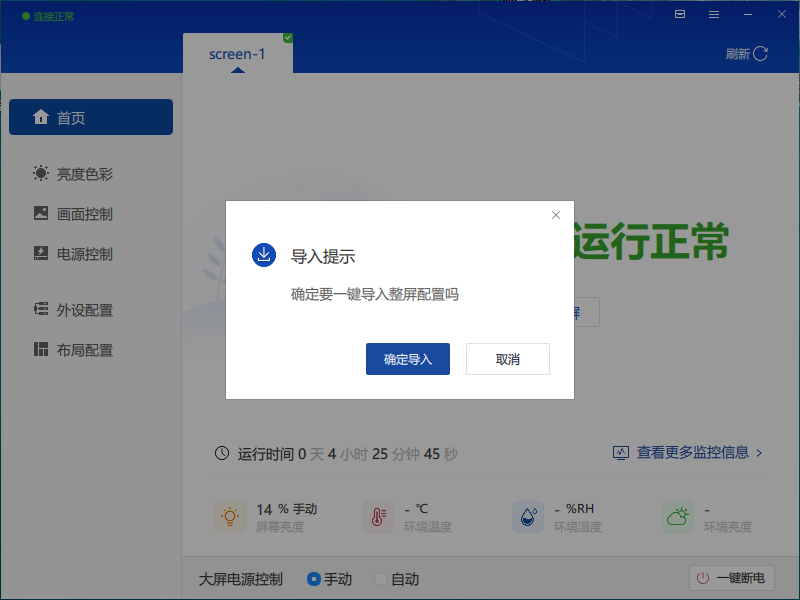 连接正常
screen-1
刷新
首页
亮度色彩
画面控制
电源控制
外设配置
布局配置
运行正常
屏
导入提示
确定要一键导入整屏配置吗
确定导入
取消
运行时间 0 天 4 小时 25 分钟 45 秒
查看更多监控信息 >
14 % 手动
屏幕亮度
- ℃
环境温度
- %RH
环境湿度
-
环境亮度
大屏电源控制
手动
自动
一键断电